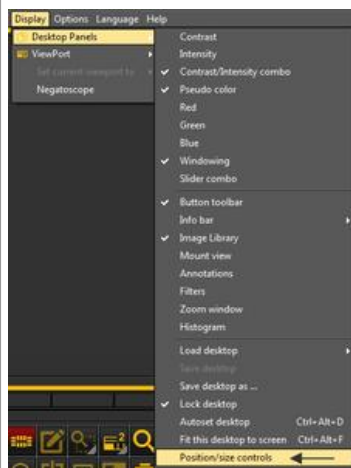 Display Options Language Help
Desktop Panels
ViewPort
Set current viewport to
Negatoscope
Contrast
Intensity
Contrast/Intensity combo
Pseudo color
Red
Green
Blue
Windowing
Slider combo
Button toolbar
Info bar
Image Library
Mount view
Annotations
Filters
Zoom window
Histogram
Load desktop
Save desktop
Save desktop as ...
Lock desktop
Autoset desktop Ctrl+Alt+D
Fit this desktop to screen Ctrl+Alt+F
Position/size controls